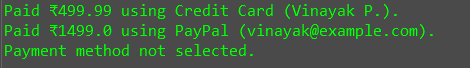 Paid ₹499.99 using Credit Card (Vinayak P.).
Paid ₹1499.0 using PayPal (vinayak@example.com).
Payment method not selected.